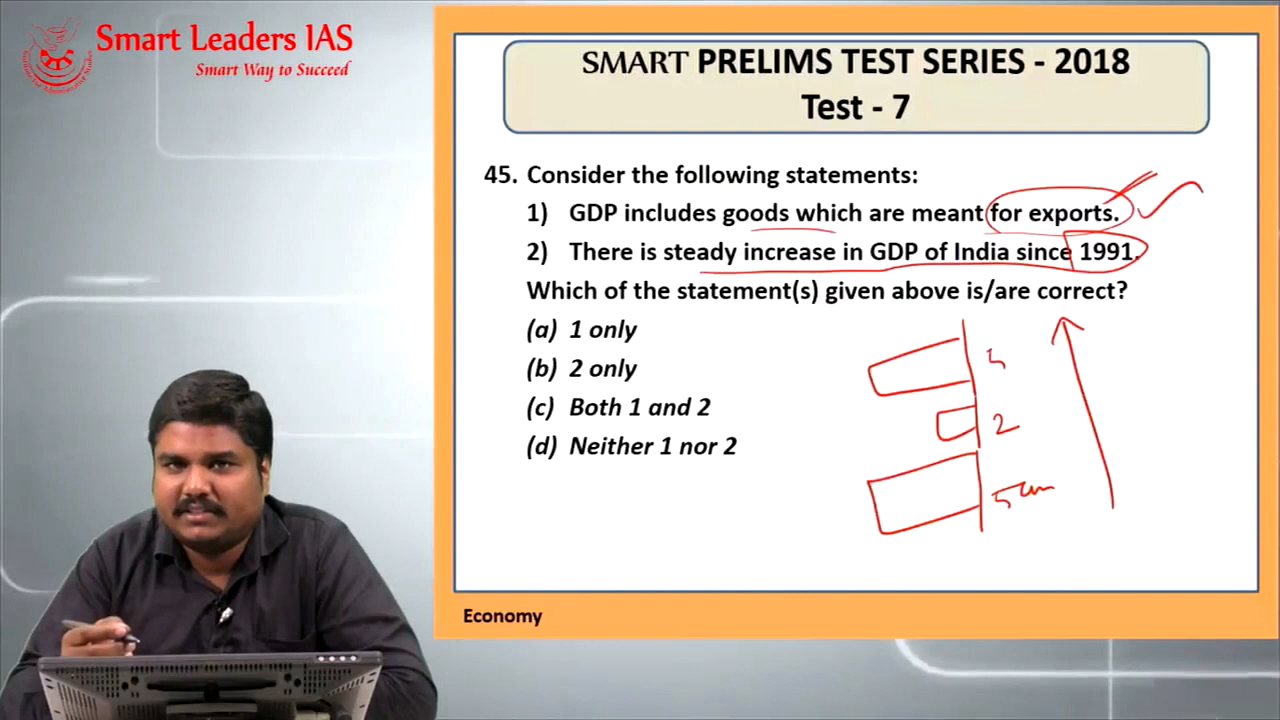 Smart Leaders IAS
Smart Way to Succeed
SMART PRELIMS TEST SERIES - 2018
Test - 7
45. Consider the following statements:
1) GDP includes goods which are meant for exports.
2) There is steady increase in GDP of India since 1991.
Which of the statement(s) given above is/are correct?
(a) 1 only
(b) 2 only
(c) Both 1 and 2
(d) Neither 1 nor 2
2
5cm
Economy